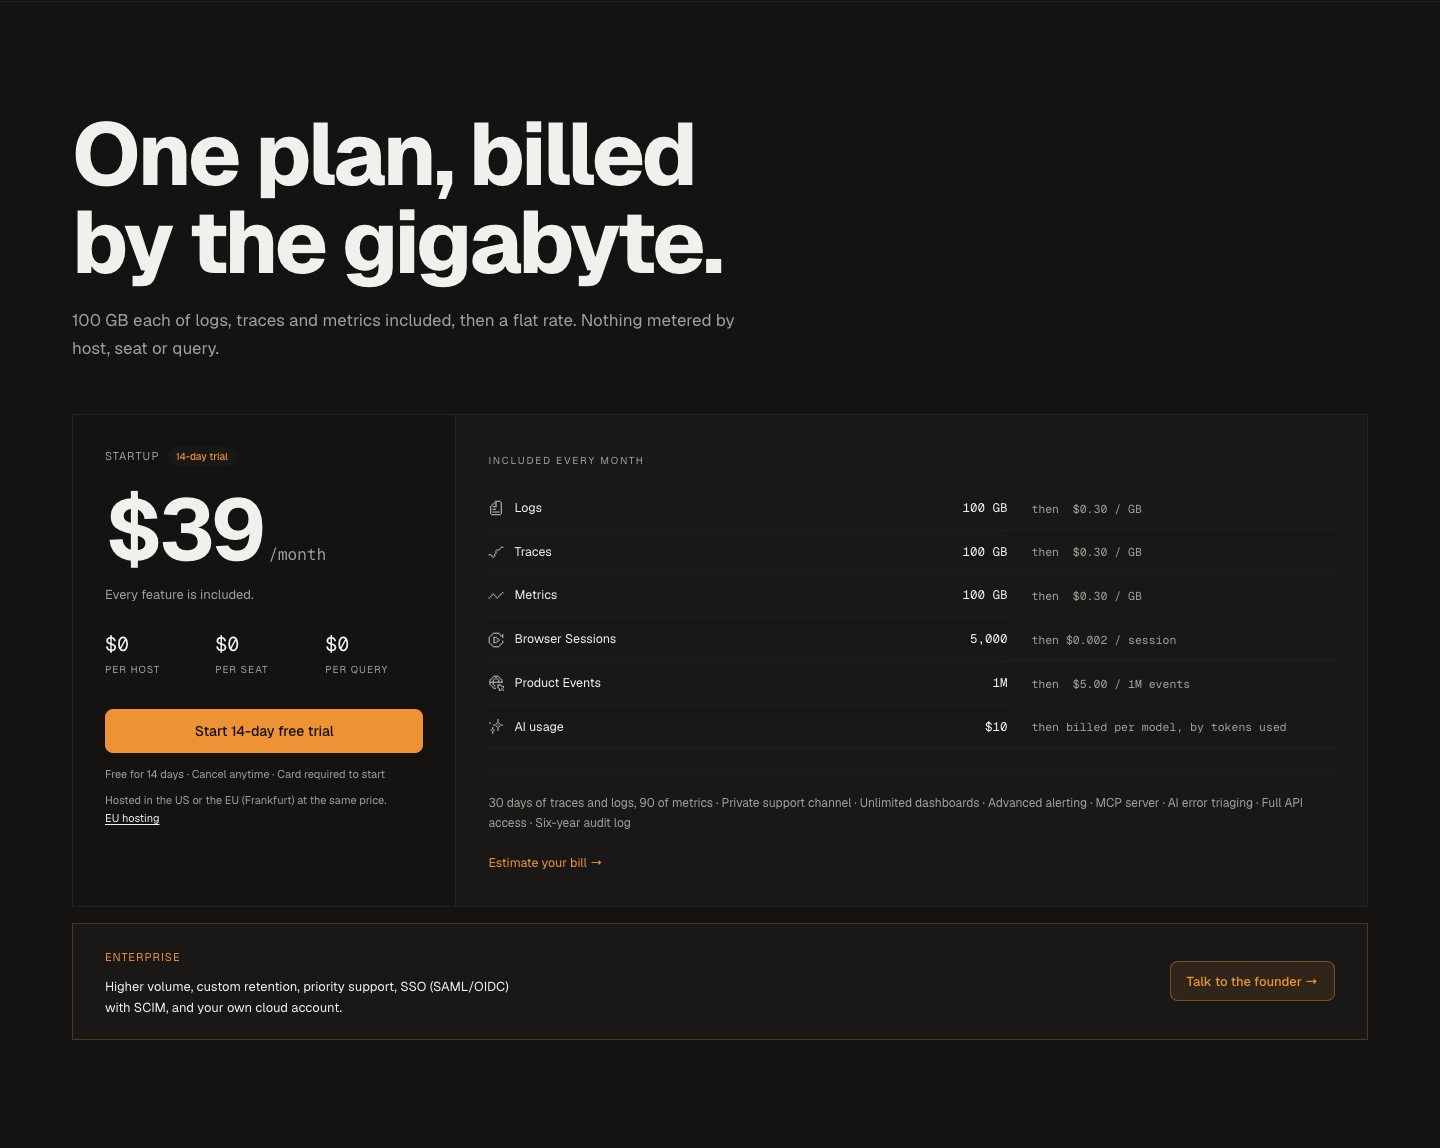 One plan, billed
by the gigabyte.
100 GB each of logs, traces and metrics included, then a flat rate. Nothing metered by
host, seat or query.
STARTUP 14-day trial
$39 /month
Every feature is included.
$0 $0 $0
PER HOST PER SEAT PER QUERY
Start 14-day free trial
Free for 14 days · Cancel anytime · Card required to start
Hosted in the US or the EU (Frankfurt) at the same price.
EU hosting
INCLUDED EVERY MONTH
Logs 100 GB then $0.30 / GB
Traces 100 GB then $0.30 / GB
Metrics 100 GB then $0.30 / GB
Browser Sessions 5,000 then $0.002 / session
Product Events 1M then $5.00 / 1M events
AI usage $10 then billed per model, by tokens used
30 days of traces and logs, 90 of metrics · Private support channel · Unlimited dashboards · Advanced alerting · MCP server · AI error triaging · Full API
access · Six-year audit log
Estimate your bill →
ENTERPRISE
Higher volume, custom retention, priority support, SSO (SAML/OIDC)
with SCIM, and your own cloud account.
Talk to the founder →